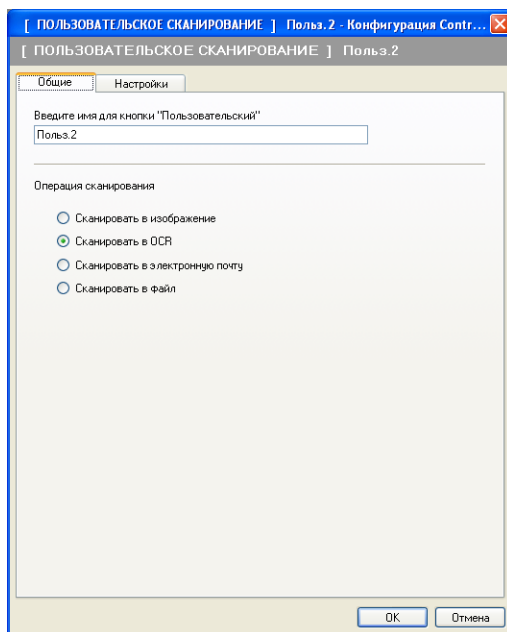 [ ПОЛЬЗОВАТЕЛЬСКОЕ СКАНИРОВАНИЕ ] Польз.2 - Конфигурация Contr...
[ ПОЛЬЗОВАТЕЛЬСКОЕ СКАНИРОВАНИЕ ] Польз.2
Общие Настройки
Введите имя для кнопки "Пользовательский"
Польз.2
Операция сканирования
Сканировать в изображение
Сканировать в OCR
Сканировать в электронную почту
Сканировать в файл
OK Отмена